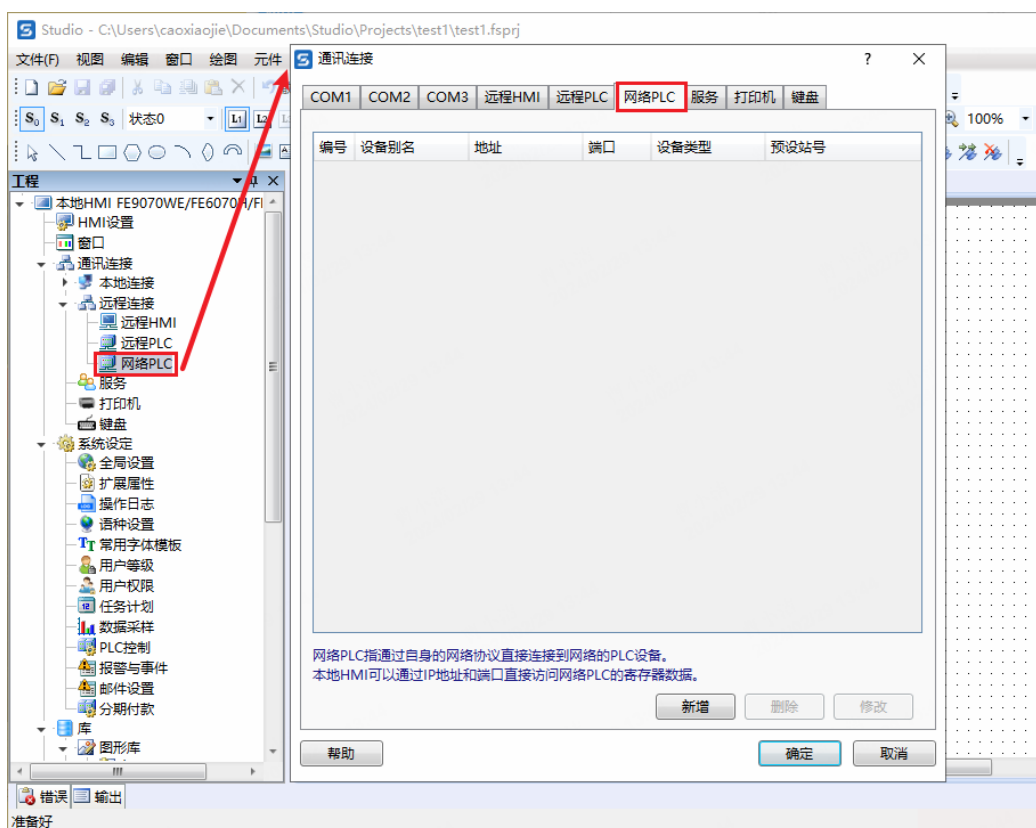 Studio - C:\Users\caoxiaojie\Documents\Studio\Projects\test1\test1.fsprj
文件(F) 视图 编辑 窗口 绘图 元件
S0 S1 S2 S3 状态0 L1 L2
100%
工程
本地HMI FE9070WE/FE6070H/FI
HMI设置
窗口
通讯连接
本地连接
远程连接
远程HMI
远程PLC
网络PLC
服务
打印机
键盘
系统设定
全局设置
扩展属性
操作日志
语种设置
常用字体模板
用户等级
用户权限
任务计划
数据采样
PLC控制
报警与事件
邮件设置
分期付款
库
图形库
错误 输出
准备好
通讯连接
COM1 COM2 COM3 远程HMI 远程PLC 网络PLC 服务 打印机 键盘
编号 设备别名 地址 端口 设备类型 预设站号
网络PLC指通过自身的网络协议直接连接到网络的PLC设备。
本地HMI可以通过IP地址和端口直接访问网络PLC的寄存器数据。
新增 删除 修改
帮助 确定 取消